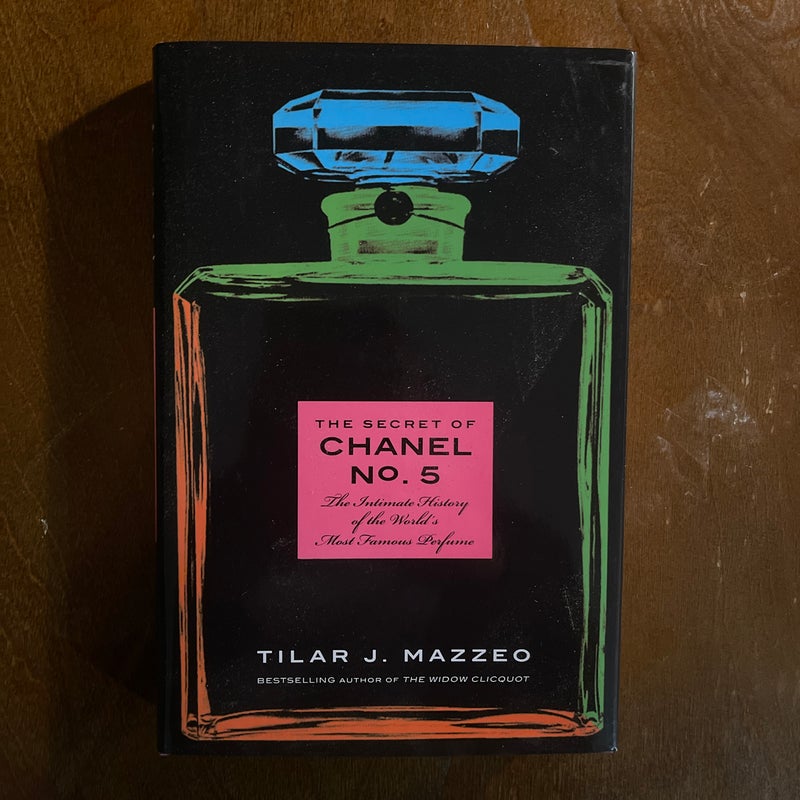 THE SECRET OF
CHANEL
No. 5
The Intimate History
of the World's
Most Famous Perfume
TILAR J. MAZZEO
BESTSELLING AUTHOR OF THE WIDOW CLICQUOT